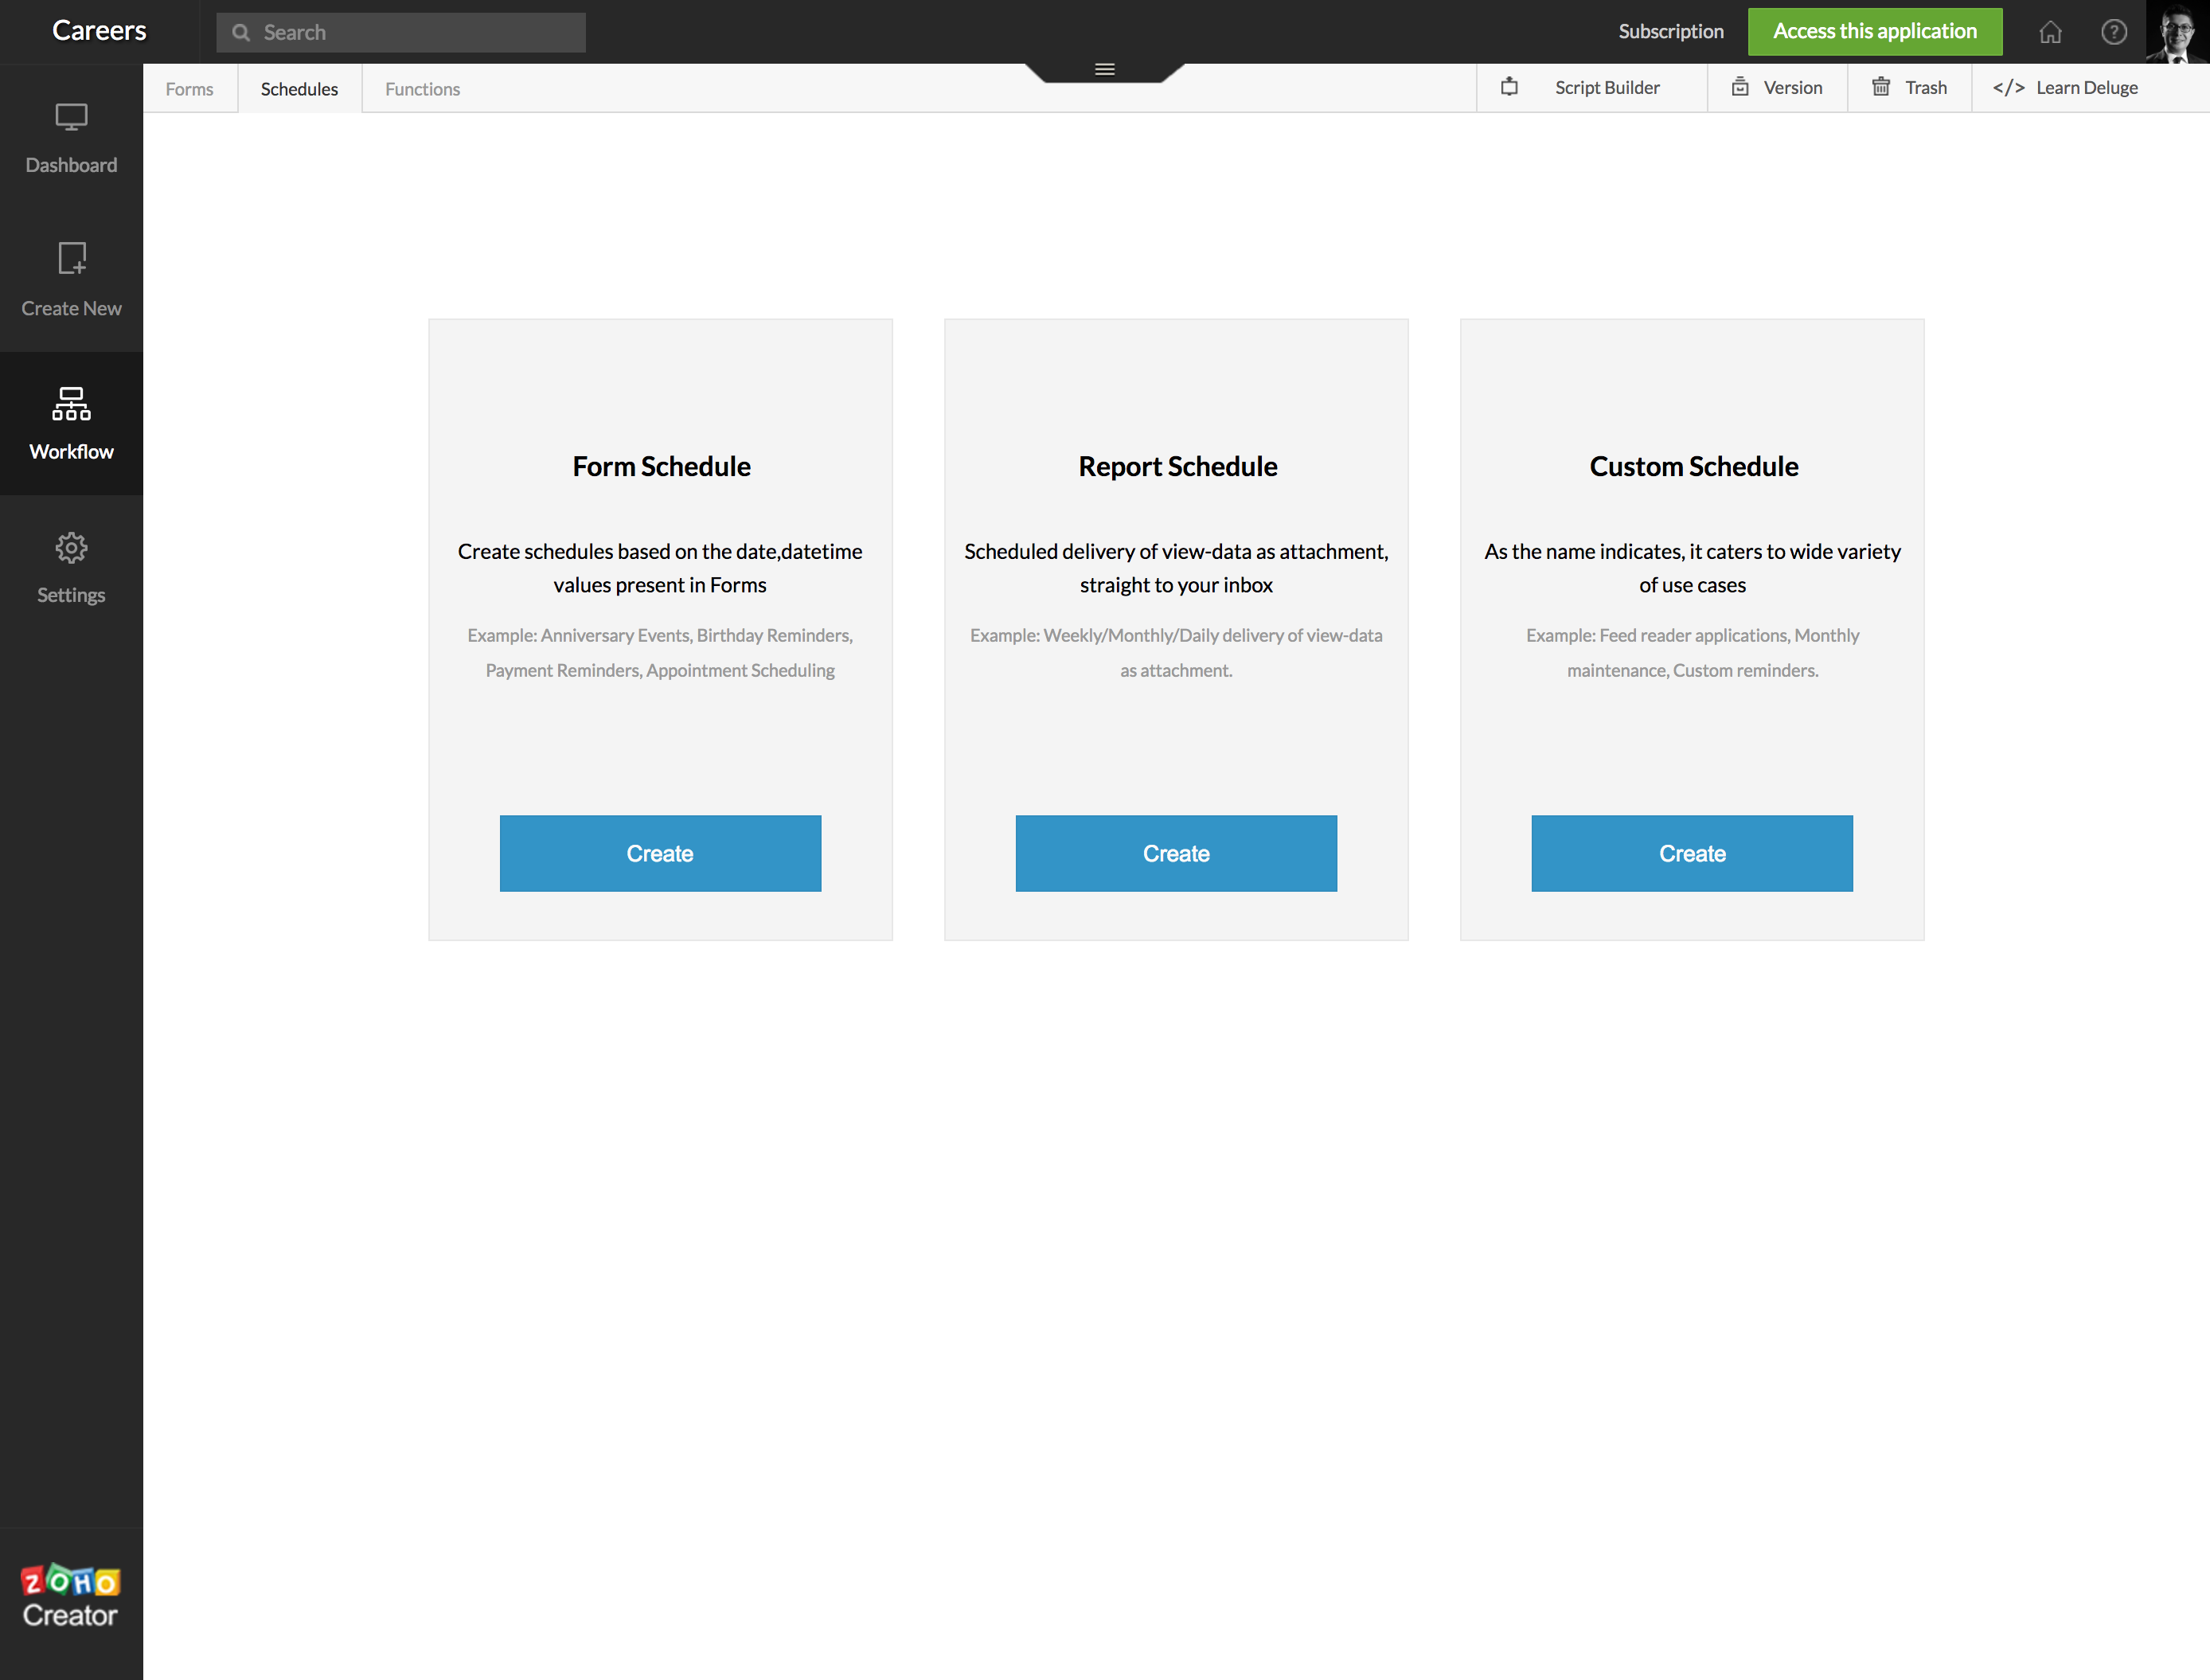 Careers
Search
Subscription
Access this application
Forms
Schedules
Functions
Script Builder
Version
Trash
</> Learn Deluge
Dashboard
Create New
Workflow
Settings
Form Schedule
Create schedules based on the date,datetime
values present in Forms
Example: Anniversary Events, Birthday Reminders,
Payment Reminders, Appointment Scheduling
Create
Report Schedule
Scheduled delivery of view-data as attachment,
straight to your inbox
Example: Weekly/Monthly/Daily delivery of view-data
as attachment.
Create
Custom Schedule
As the name indicates, it caters to wide variety
of use cases
Example: Feed reader applications, Monthly
maintenance, Custom reminders.
Create
ZOHO
Creator